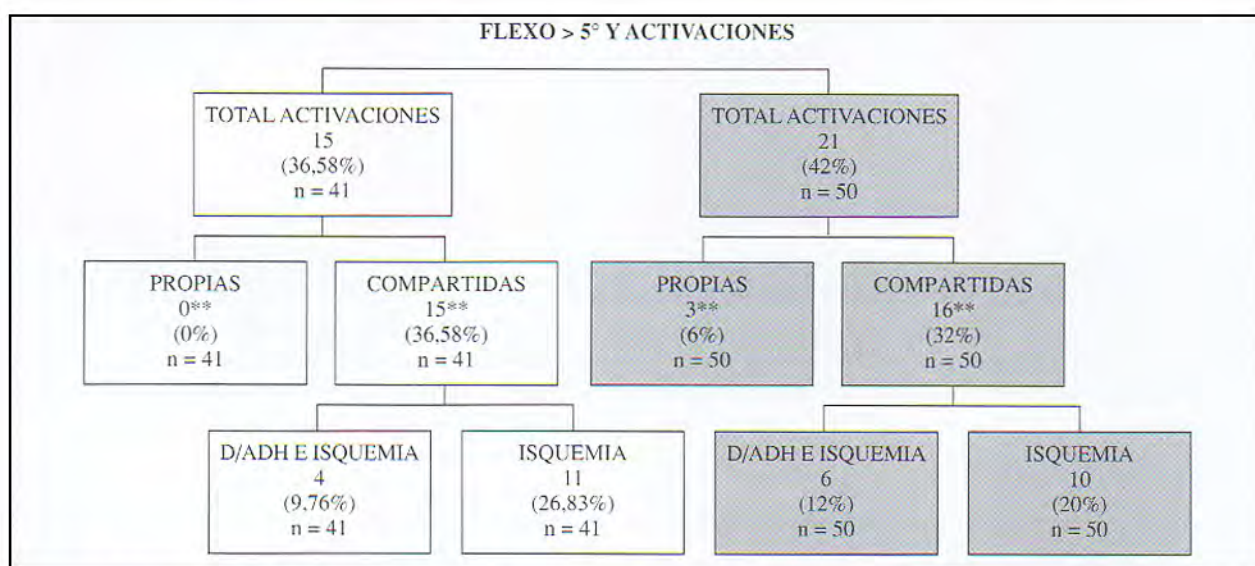 FLEXO > 5° Y ACTIVACIONES
TOTAL ACTIVACIONES
15
(36,58%)
n = 41
TOTAL ACTIVACIONES
21
(42%)
n = 50
PROPIAS
0**
(0%)
n = 41
COMPARTIDAS
15**
(36,58%)
n = 41
PROPIAS
3**
(6%)
n = 50
COMPARTIDAS
16**
(32%)
n = 50
D/ADH E ISQUEMIA
4
(9,76%)
n = 41
ISQUEMIA
11
(26,83%)
n = 41
D/ADH E ISQUEMIA
6
(12%)
n = 50
ISQUEMIA
10
(20%)
n = 50